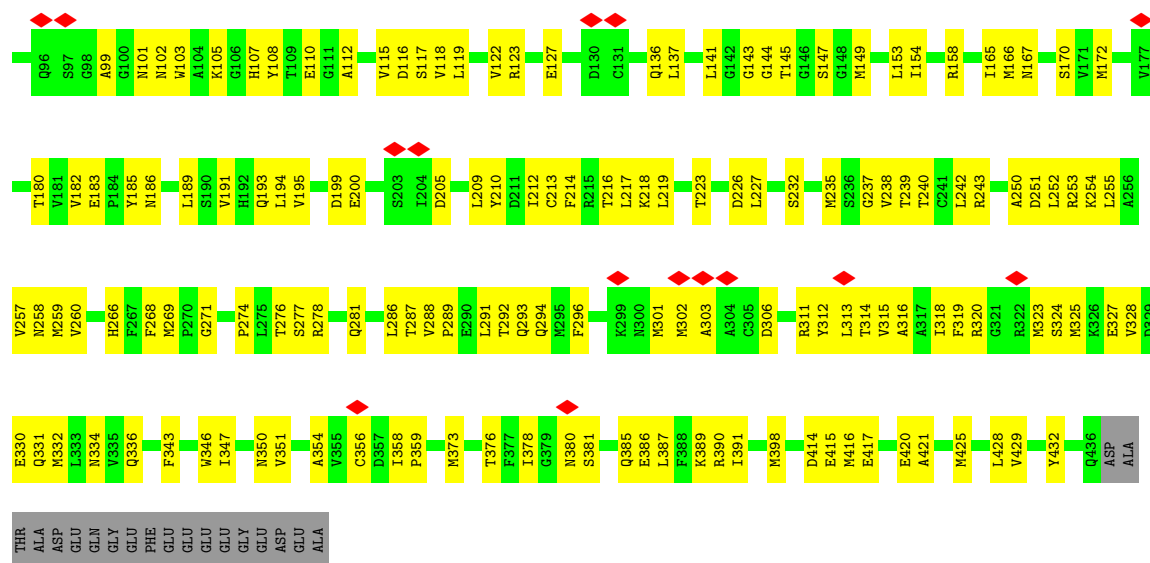 Q96 S97 G98 A99 G100 N101 N102 W103 A104 K105 G106 H107 Y108 T109 E110 G111 A112 V115 D116 S117 V118 L119 V122 R123 E127 D130 C131 Q136 L137 L141 G142 G143 G144 T145 G146 S147 G148 M149 L153 I154 R158 I165 M166 N167 S170 V171 M172 V177
T180 V181 V182 E183 P184 Y185 N186 L189 S190 V191 H192 Q193 L194 V195 D199 E200 S203 I204 D205 L209 Y210 D211 I212 C213 F214 R215 T216 L217 K218 L219 T223 D226 L227 S232 M235 S236 G237 V238 T239 T240 C241 L242 R243 A250 D251 L252 R253 K254 L255 A256
V257 N258 M259 V260 H266 F267 F268 M269 P270 G271 P274 L275 T276 S277 R278 Q281 L286 T287 V288 P289 E290 L291 T292 Q293 Q294 M295 F296 K299 N300 M301 M302 A303 A304 C305 D306 R311 Y312 L313 T314 V315 A316 A317 I318 F319 R320 G321 R322 M323 S324 M325 K326 E327 V328 D329
E330 Q331 M332 L333 N334 V335 Q336 F343 W346 I347 N350 V351 A354 V355 C356 D357 I358 P359 M373 T376 F377 I378 G379 N380 S381 Q385 E386 L387 F388 K389 R390 I391 M398 D414 E415 M416 E417 E420 A421 M425 L428 V429 Y432 Q436 ASP ALA
THR ALA ASP GLU GLN GLY GLU PHE GLU GLU GLU GLY GLU ASP GLU ALA